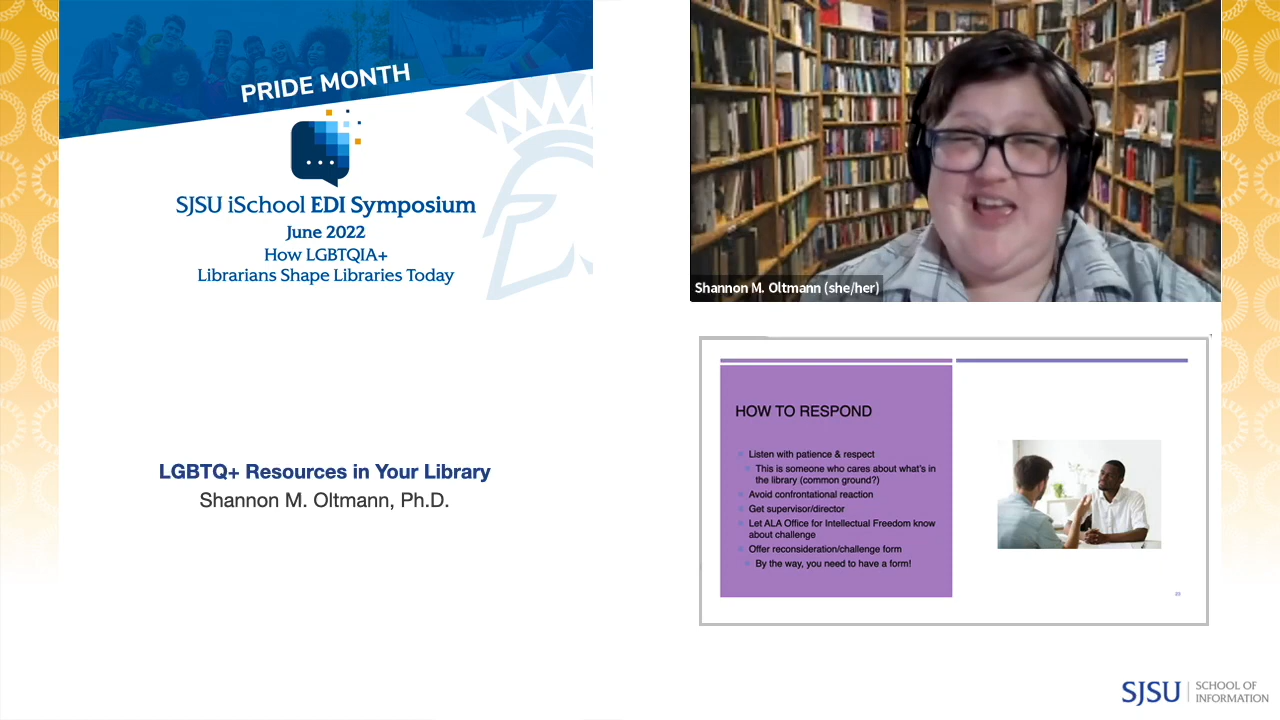 PRIDE MONTH
SJSU iSchool EDI Symposium
June 2022
How LGBTQIA+
Librarians Shape Libraries Today
LGBTQ+ Resources in Your Library
Shannon M. Oltmann, Ph.D.
Shannon M. Oltmann (she/her)
HOW TO RESPOND
Listen with patience & respect
This is someone who cares about what's in
the library (common ground?)
Avoid confrontational reaction
Get supervisor/director
Let ALA Office for Intellectual Freedom know
about challenge
Offer reconsideration/challenge form
By the way, you need to have a form!
SJSU
SCHOOL OF
INFORMATION